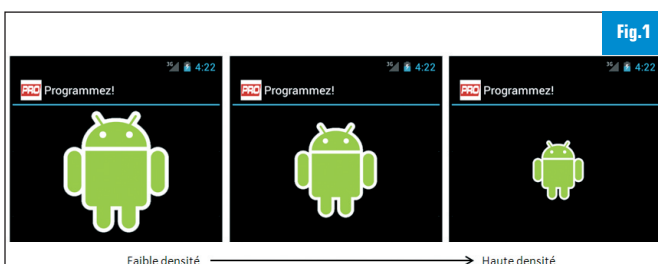 Fig.1
3G 4:22
PRO Programmez!
3G 4:22
PRO Programmez!
3G 4:22
PRO Programmez!
Faible densité
Haute densité